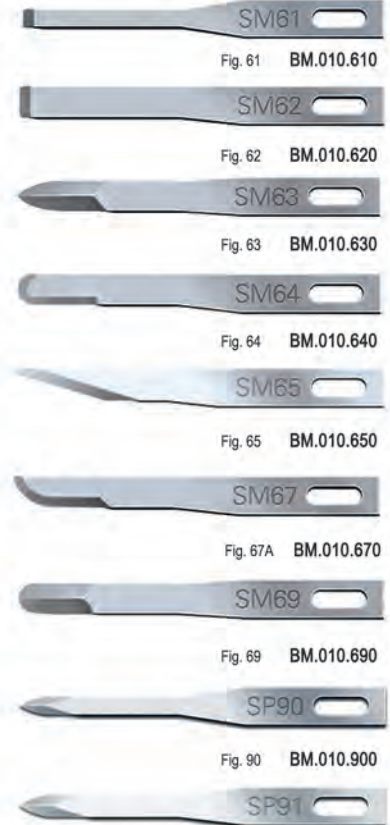 SM61
Fig. 61 BM.010.610
SM62
Fig. 62 BM.010.620
SM63
Fig. 63 BM.010.630
SM64
Fig. 64 BM.010.640
SM65
Fig. 65 BM.010.650
SM67
Fig. 67A BM.010.670
SM69
Fig. 69 BM.010.690
SP90
Fig. 90 BM.010.900
SP91